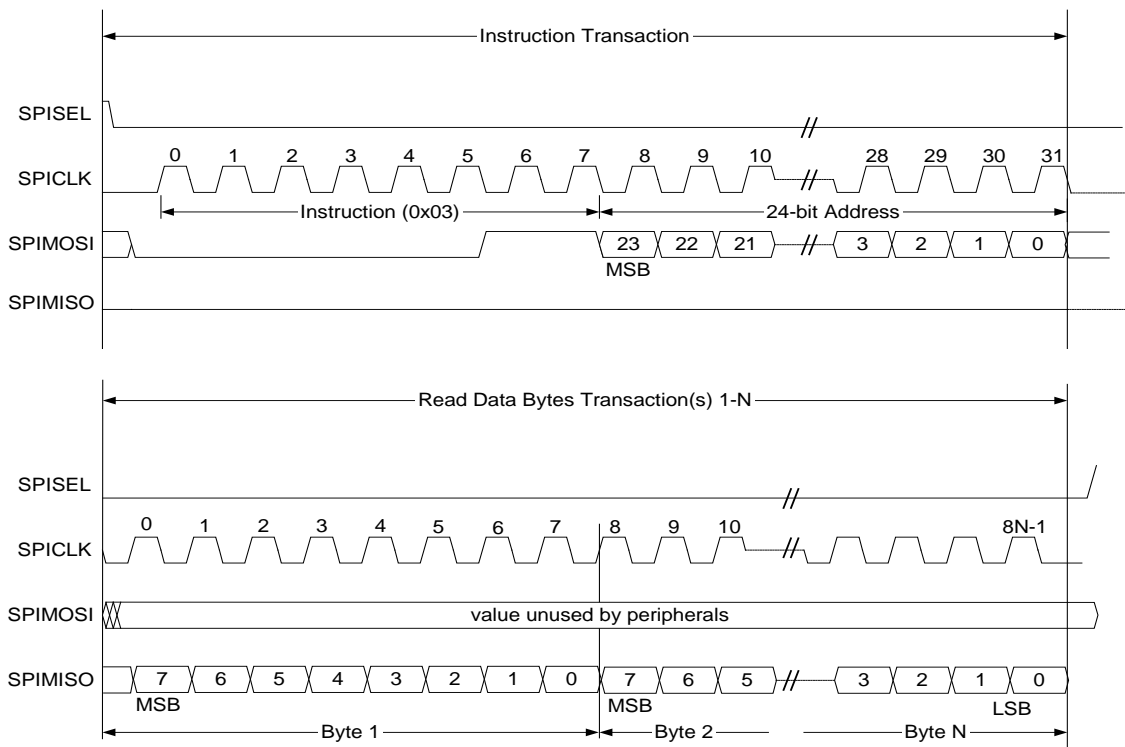 Instruction Transaction
SPISEL
0 1 2 3 4 5 6 7 8 9 10 28 29 30 31
SPICLK
Instruction (0x03) 24-bit Address
SPIMOSI 23 22 21 3 2 1 0
MSB
SPIMISO
Read Data Bytes Transaction(s) 1-N
SPISEL
0 1 2 3 4 5 6 7 8 9 10 8N-1
SPICLK
SPIMOSI value unused by peripherals
SPIMISO 7 6 5 4 3 2 1 0 7 6 5 3 2 1 0
MSB MSB LSB
Byte 1 Byte 2 Byte N